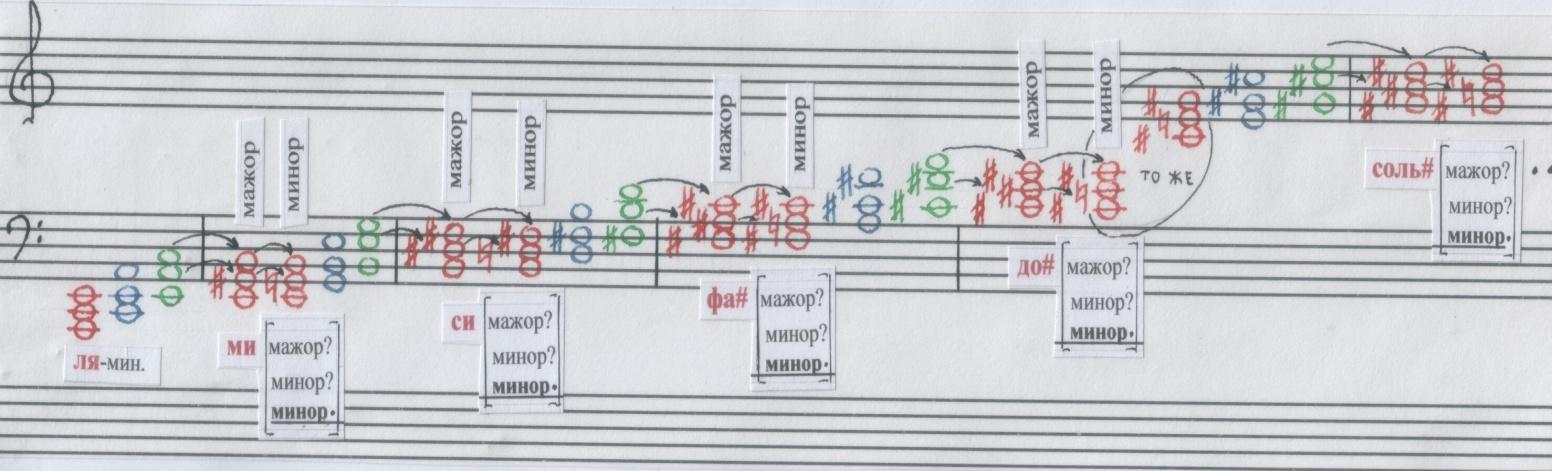 мажор
минор
мажор
минор
мажор
минор
мажор
минор
ТО ЖЕ
ля-мин.
ми
мажор?
минор?
минор.
си
мажор?
минор?
минор.
фа#
мажор?
минор?
минор.
до#
мажор?
минор?
минор.
соль#
мажор?
минор?
минор.